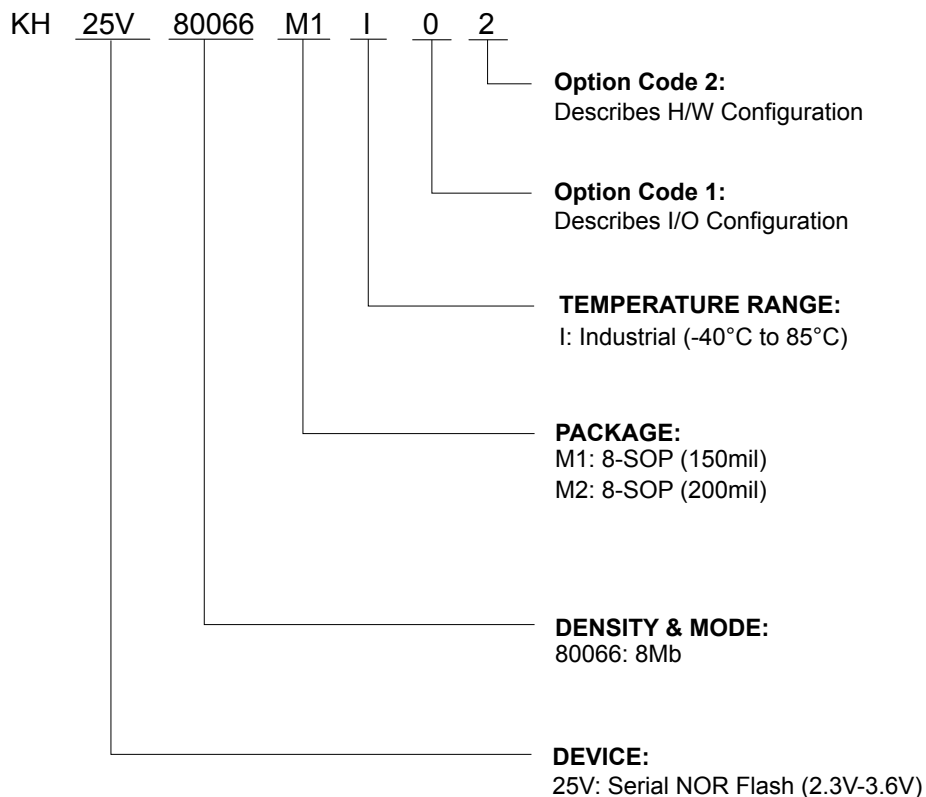 KH 25V 80066 M1 I 0 2
Option Code 2:
Describes H/W Configuration
Option Code 1:
Describes I/O Configuration
TEMPERATURE RANGE:
I: Industrial (-40°C to 85°C)
PACKAGE:
M1: 8-SOP (150mil)
M2: 8-SOP (200mil)
DENSITY & MODE:
80066: 8Mb
DEVICE:
25V: Serial NOR Flash (2.3V-3.6V)